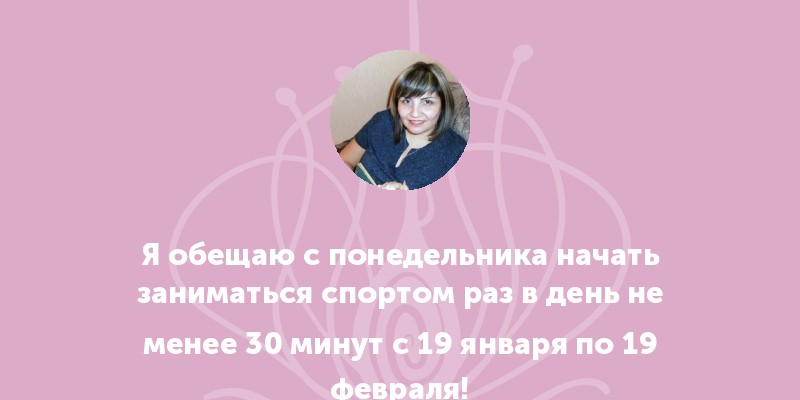 Я обещаю с понедельника начать
заниматься спортом раз в день не
менее 30 минут с 19 января по 19
февраля!